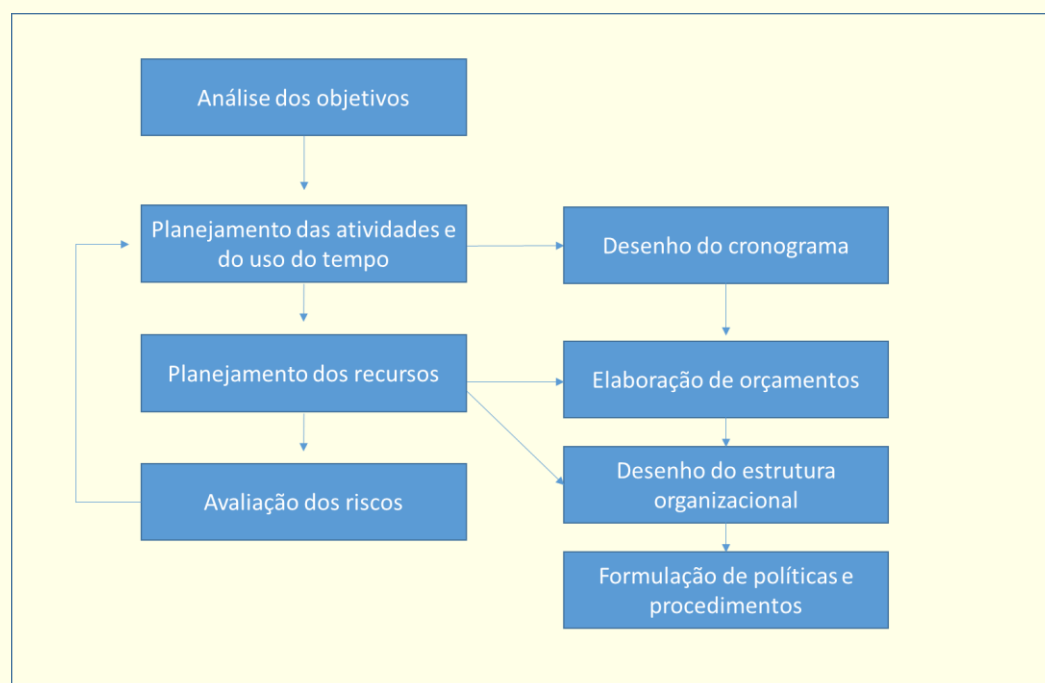 Análise dos objetivos
Planejamento das atividades e
do uso do tempo
Desenho do cronograma
Planejamento dos recursos
Elaboração de orçamentos
Avaliação dos riscos
Desenho do estrutura
organizacional
Formulação de políticas e
procedimentos